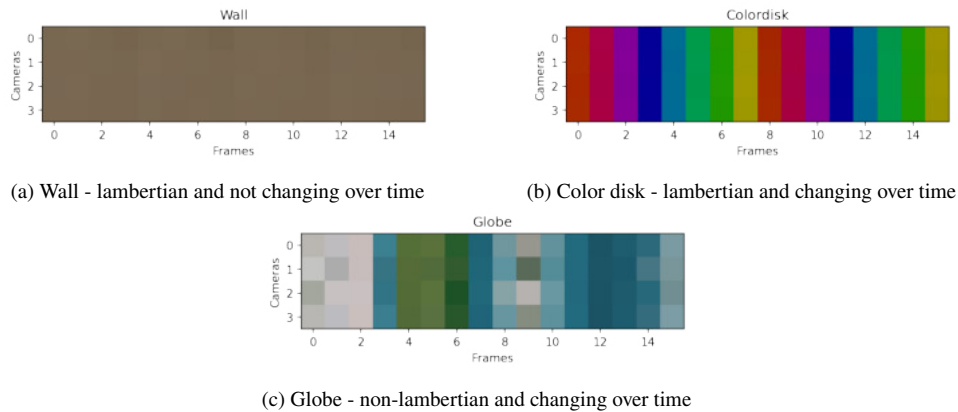 Wall
Cameras
0
1
2
3
0 2 4 6 8 10 12 14
Frames
(a) Wall - lambertian and not changing over time
Colordisk
Cameras
0
1
2
3
0 2 4 6 8 10 12 14
Frames
(b) Color disk - lambertian and changing over time
Globe
Cameras
0
1
2
3
0 2 4 6 8 10 12 14
Frames
(c) Globe - non-lambertian and changing over time